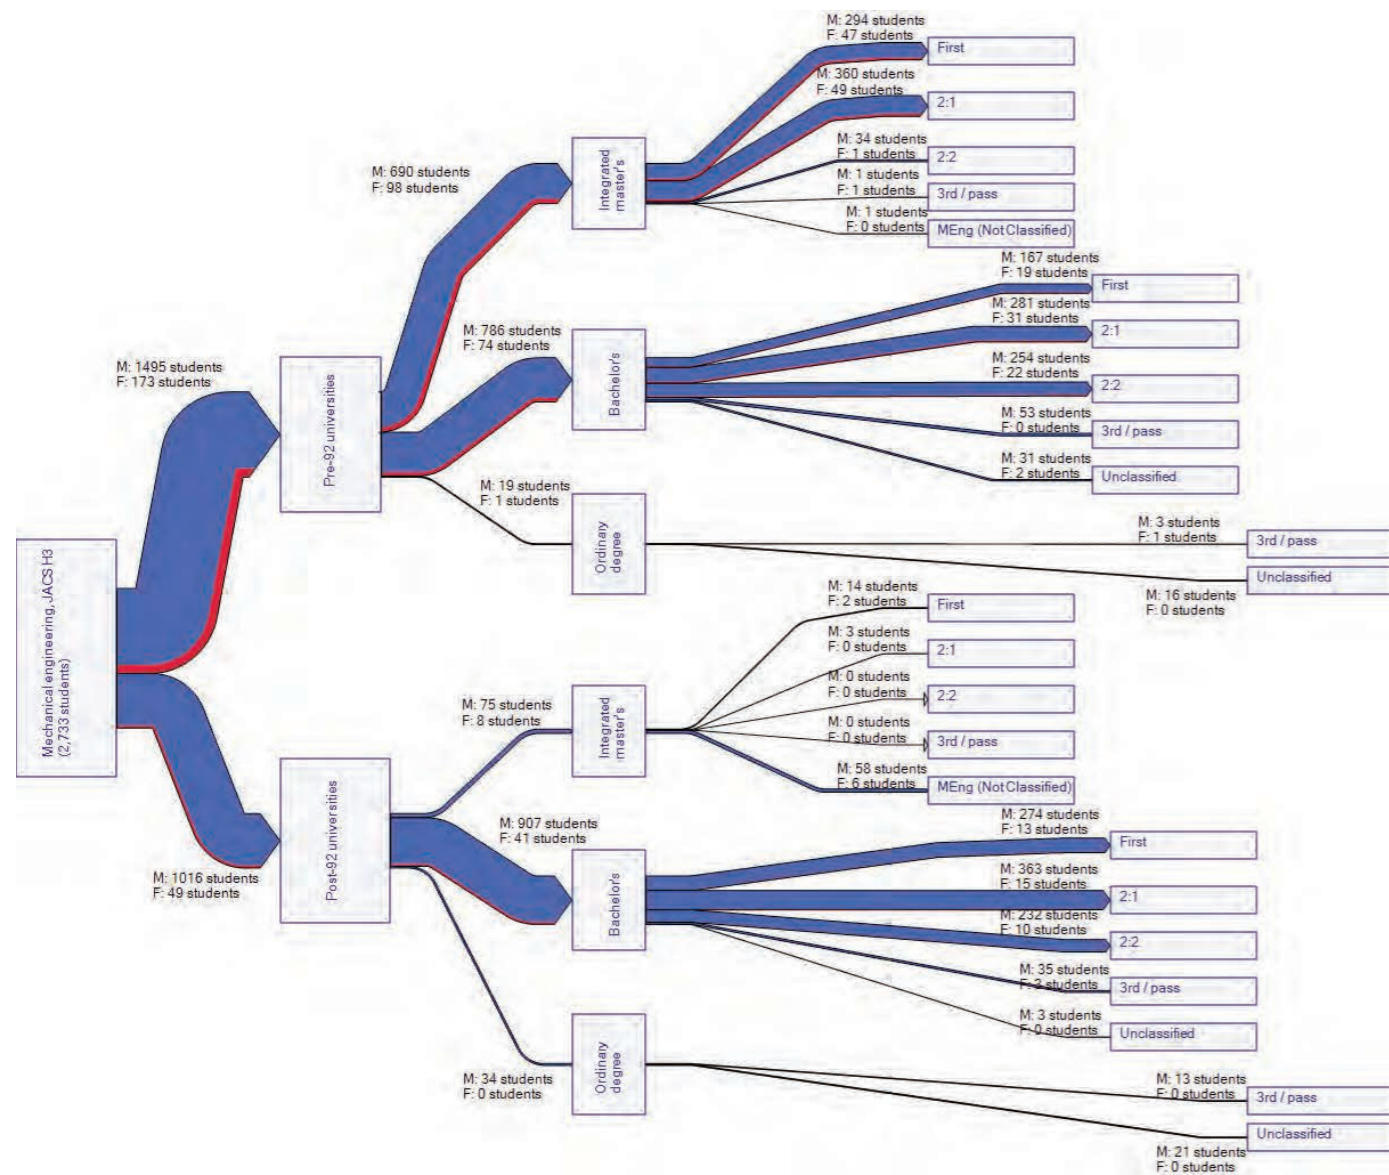 Mechanical engineering, JACS H3
(2,733 students)
M: 1495 students
F: 173 students
Pre-92 universities
M: 690 students
F: 98 students
Integrated
master's
M: 294 students
F: 47 students
First
M: 360 students
F: 49 students
2:1
M: 34 students
F: 1 students
2:2
M: 1 students
F: 1 students
3rd / pass
M: 1 students
F: 0 students
MEng (Not Classified)
M: 786 students
F: 74 students
Bachelor's
M: 167 students
F: 19 students
First
M: 281 students
F: 31 students
2:1
M: 254 students
F: 22 students
2:2
M: 53 students
F: 0 students
3rd / pass
M: 31 students
F: 2 students
Unclassified
M: 19 students
F: 1 students
Ordinary
degree
M: 3 students
F: 1 students
3rd / pass
Unclassified
M: 16 students
F: 0 students
M: 1016 students
F: 49 students
Post-92 universities
M: 75 students
F: 8 students
Integrated
master's
M: 14 students
F: 2 students
First
M: 3 students
F: 0 students
2:1
M: 0 students
F: 0 students
2:2
M: 0 students
F: 0 students
3rd / pass
M: 58 students
F: 6 students
MEng (Not Classified)
M: 907 students
F: 41 students
Bachelor's
M: 274 students
F: 13 students
First
M: 363 students
F: 15 students
2:1
M: 232 students
F: 10 students
2:2
M: 35 students
F: 3 students
3rd / pass
M: 3 students
F: 0 students
Unclassified
M: 34 students
F: 0 students
Ordinary
degree
M: 13 students
F: 0 students
3rd / pass
Unclassified
M: 21 students
F: 0 students